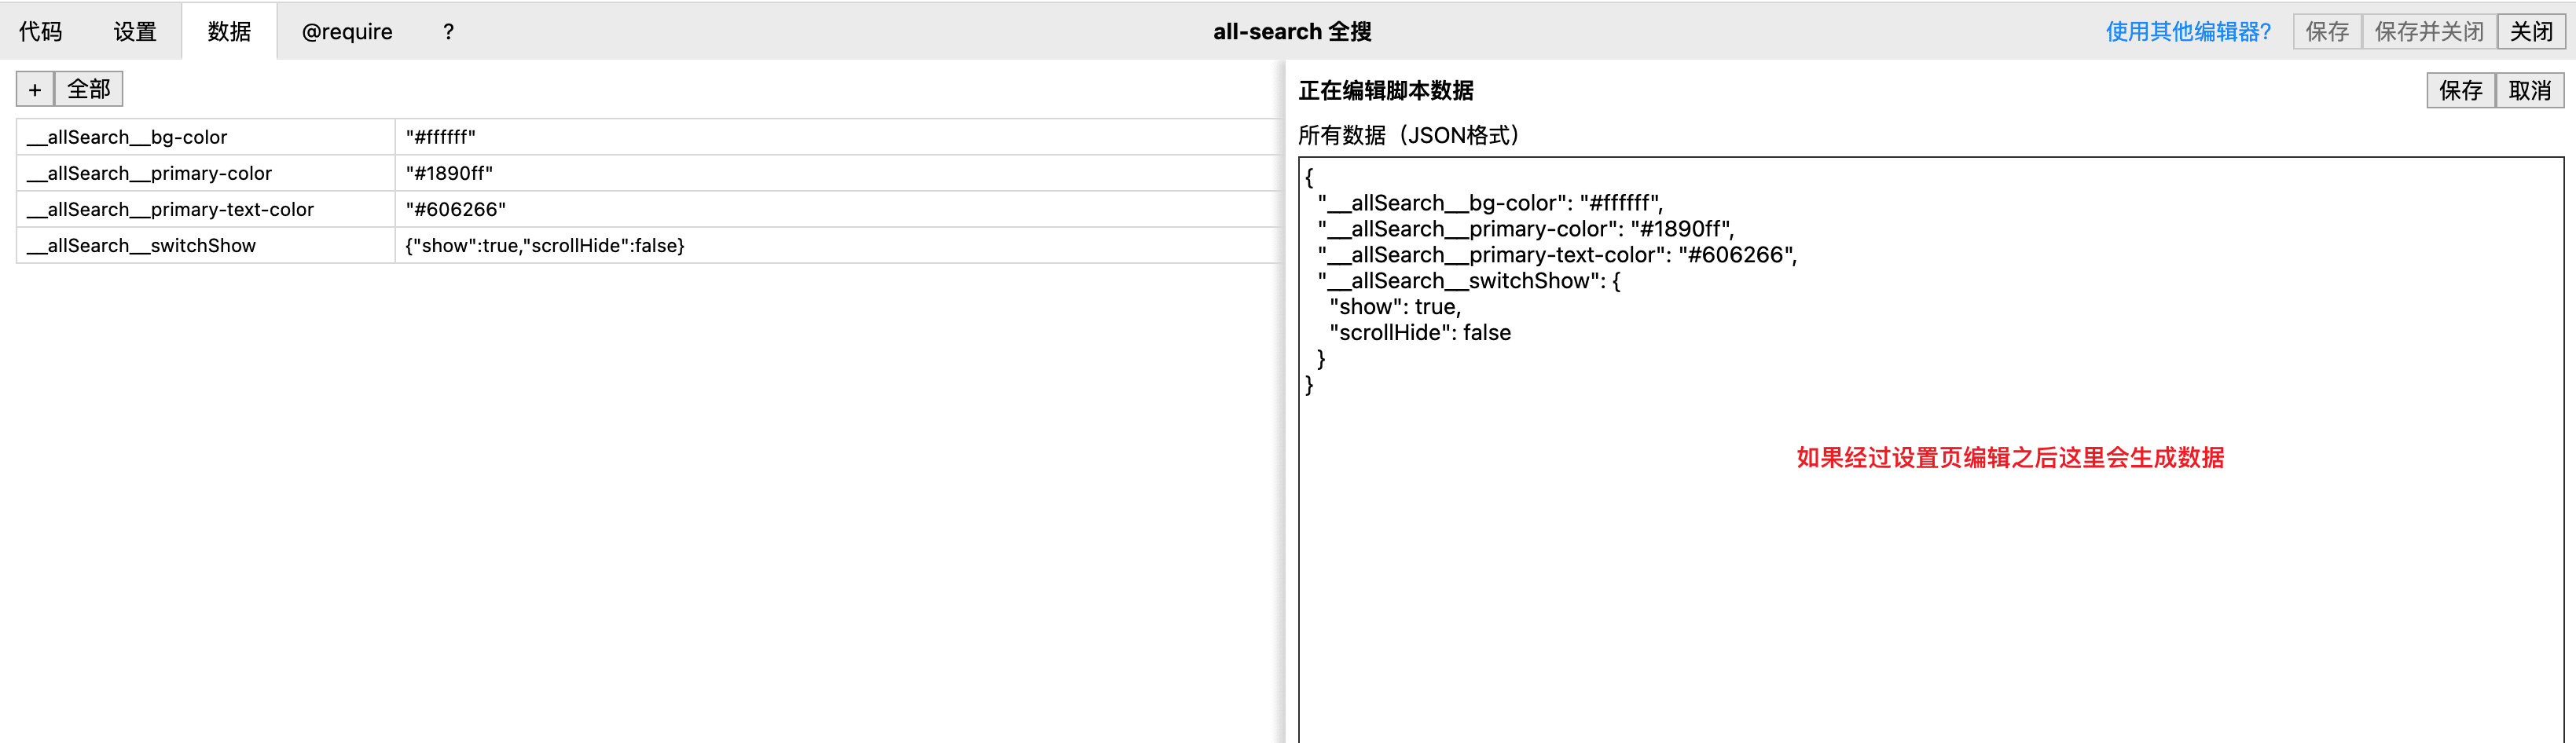 代码 设置 数据 @require ? all-search 全搜 使用其他编辑器? 保存 保存并关闭 关闭
+ 全部
__allSearch__bg-color "#ffffff"
__allSearch__primary-color "#1890ff"
__allSearch__primary-text-color "#606266"
__allSearch__switchShow {"show":true,"scrollHide":false}
正在编辑脚本数据 保存 取消
所有数据（JSON格式）
{
"__allSearch__bg-color": "#ffffff",
"__allSearch__primary-color": "#1890ff",
"__allSearch__primary-text-color": "#606266",
"__allSearch__switchShow": {
"show": true,
"scrollHide": false
}
}
如果经过设置页编辑之后这里会生成数据